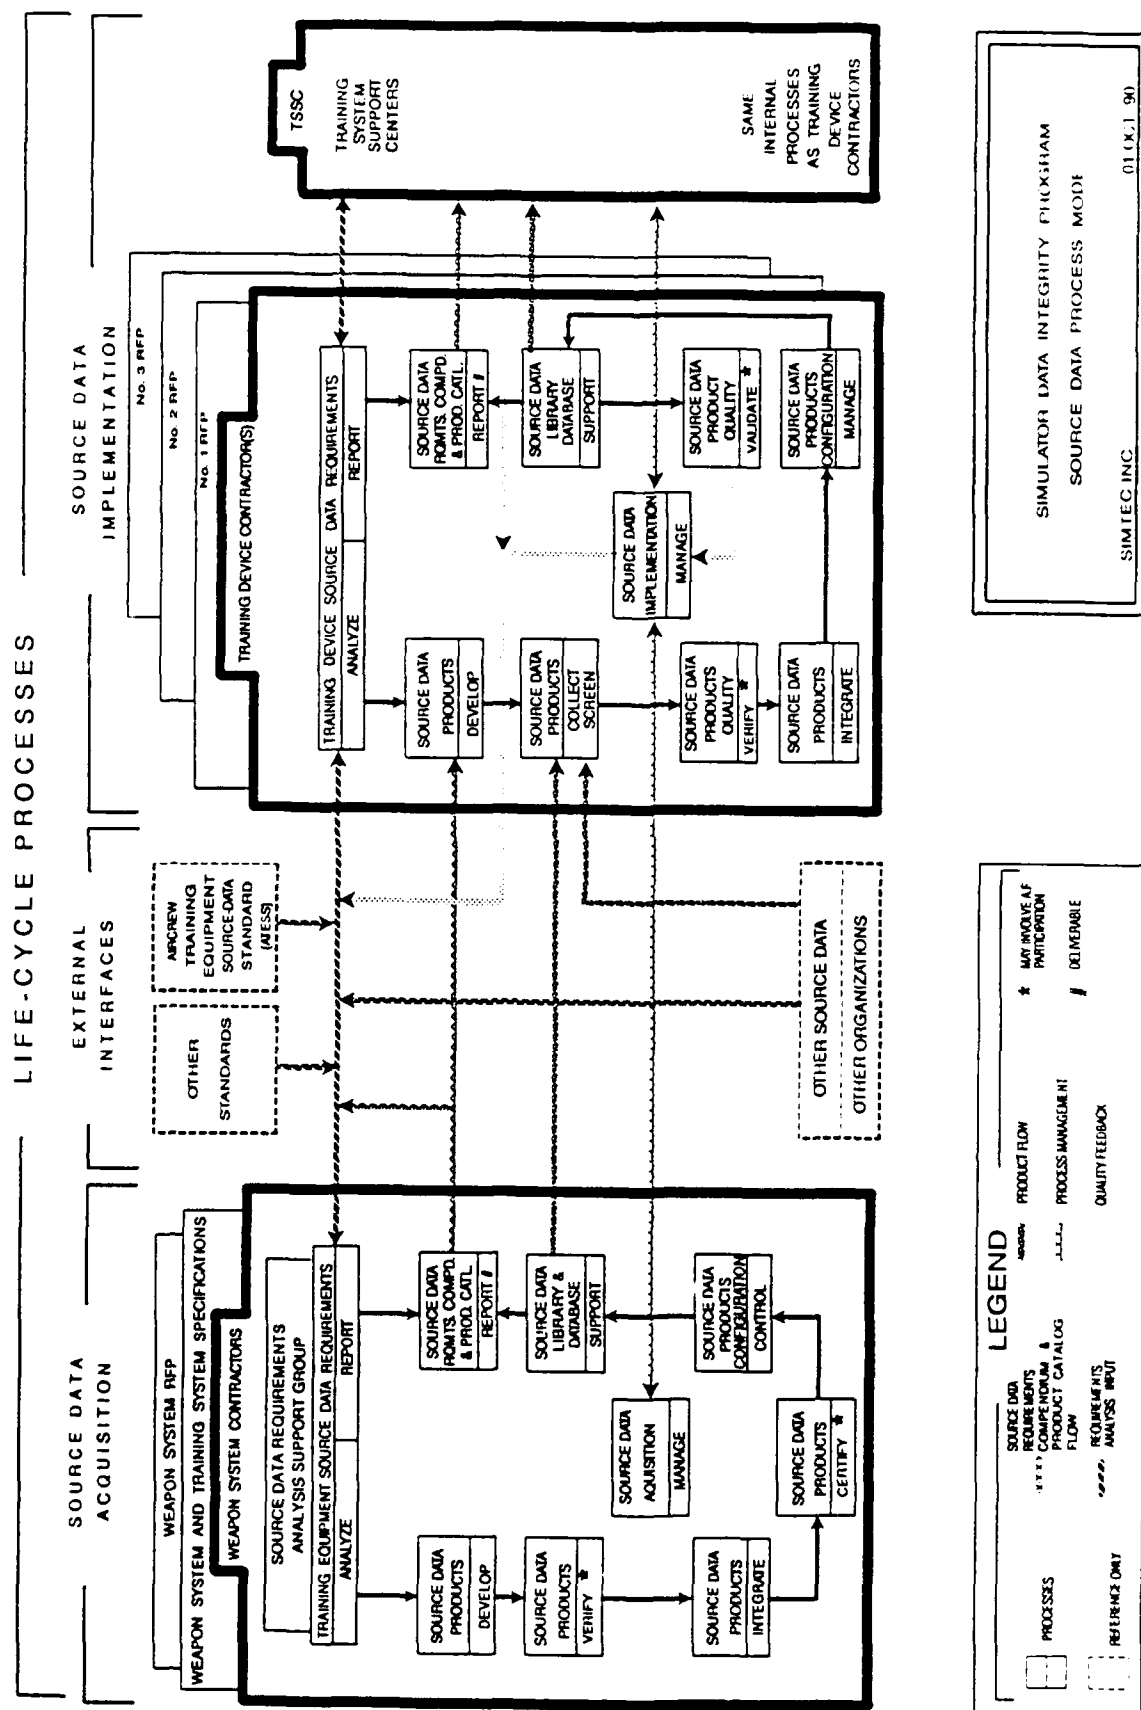 LIFE-CYCLE PROCESSES
SOURCE DATA
ACQUISITION
EXTERNAL
INTERFACES
SOURCE DATA
IMPLEMENTATION
WEAPON SYSTEM RFP
WEAPON SYSTEM AND TRAINING SYSTEM SPECIFICATIONS
WEAPON SYSTEM CONTRACTORS
SOURCE DATA REQUIREMENTS
ANALYSIS SUPPORT GROUP
TRAINING EQUIPMENT SOURCE DATA REQUIREMENTS
ANALYZE
REPORT
SOURCE DATA
PRODUCTS
DEVELOP
SOURCE DATA
RQMTS. COMPD.
& PROD. CATL.
REPORT #
SOURCE DATA
PRODUCTS
VERIFY *
SOURCE DATA
LIBRARY &
DATABASE
SUPPORT
SOURCE DATA
AQUISITION
MANAGE
SOURCE DATA
PRODUCTS
INTEGRATE
SOURCE DATA
PRODUCTS
CONFIGURATION
CONTROL
SOURCE DATA
PRODUCTS
CERTIFY *
OTHER
STANDARDS
AIRCREW
TRAINING
EQUIPMENT
SOURCE-DATA
STANDARD
(ATESS)
OTHER SOURCE DATA
OTHER ORGANIZATIONS
No. 3 RFP
No. 2 RFP
No. 1 RFP
TRAINING DEVICE CONTRACTOR(S)
TRAINING DEVICE SOURCE DATA REQUIREMENTS
ANALYZE
REPORT
SOURCE DATA
PRODUCTS
DEVELOP
SOURCE DATA
RQMTS. COMPD.
& PROD. CATL.
REPORT #
SOURCE DATA
PRODUCTS
COLLECT
SCREEN
SOURCE DATA
LIBRARY
DATABASE
SUPPORT
SOURCE DATA
IMPLEMENTATION
MANAGE
SOURCE DATA
PRODUCTS
QUALITY
VERIFY *
SOURCE DATA
PRODUCT
QUALITY
VALIDATE *
SOURCE DATA
PRODUCTS
INTEGRATE
SOURCE DATA
PRODUCTS
CONFIGURATION
MANAGE
TSSC
TRAINING
SYSTEM
SUPPORT
CENTERS
SAME
INTERNAL
PROCESSES
AS TRAINING
DEVICE
CONTRACTORS
LEGEND
PROCESSES
REFERENCE ONLY
SOURCE DATA
REQUIREMENTS
COMPENDIUM &
PRODUCT CATALOG
FLOW
REQUIREMENTS
ANALYSIS INPUT
PRODUCT FLOW
PROCESS MANAGEMENT
QUALITY FEEDBACK
* MAY INVOLVE A.F.
PARTICIPATION
# DELIVERABLE
SIMULATOR DATA INTEGRITY PROGRAM
SOURCE DATA PROCESS MODE
SIMTEC INC.
01 OCT 90